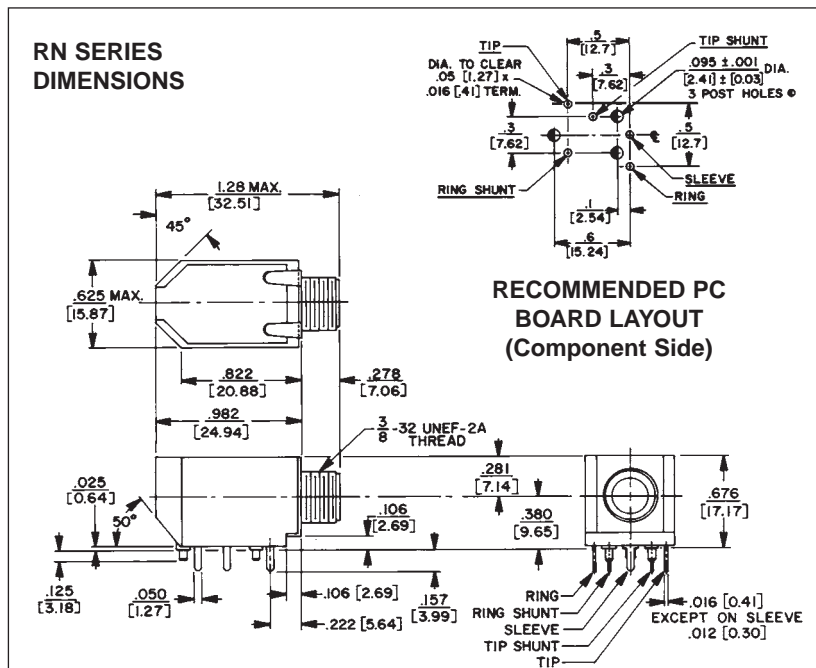 RN SERIES
DIMENSIONS
TIP
DIA. TO CLEAR
.05 [1.27] x
.016 [.41] TERM.
.5
[12.7]
.3
[7.62]
TIP SHUNT
.095 ±.001
[2.41] ± [0.03] DIA.
3 POST HOLES
.3
[7.62]
.5
[12.7]
RING SHUNT
SLEEVE
RING
.1
[2.54]
.6
[15.24]
RECOMMENDED PC
BOARD LAYOUT
(Component Side)
1.28 MAX.
[32.51]
45°
.625 MAX.
[15.87]
.822
[20.88]
.278
[7.06]
.982
[24.94]
3/8 -32 UNEF-2A
THREAD
.025
[0.64]
50°
.106
[2.69]
.281
[7.14]
.380
[9.65]
.676
[17.17]
.125
[3.18]
.050
[1.27]
.106 [2.69]
.222 [5.64]
.157
[3.99]
RING
RING SHUNT
SLEEVE
TIP SHUNT
TIP
.016 [0.41]
EXCEPT ON SLEEVE
.012 [0.30]